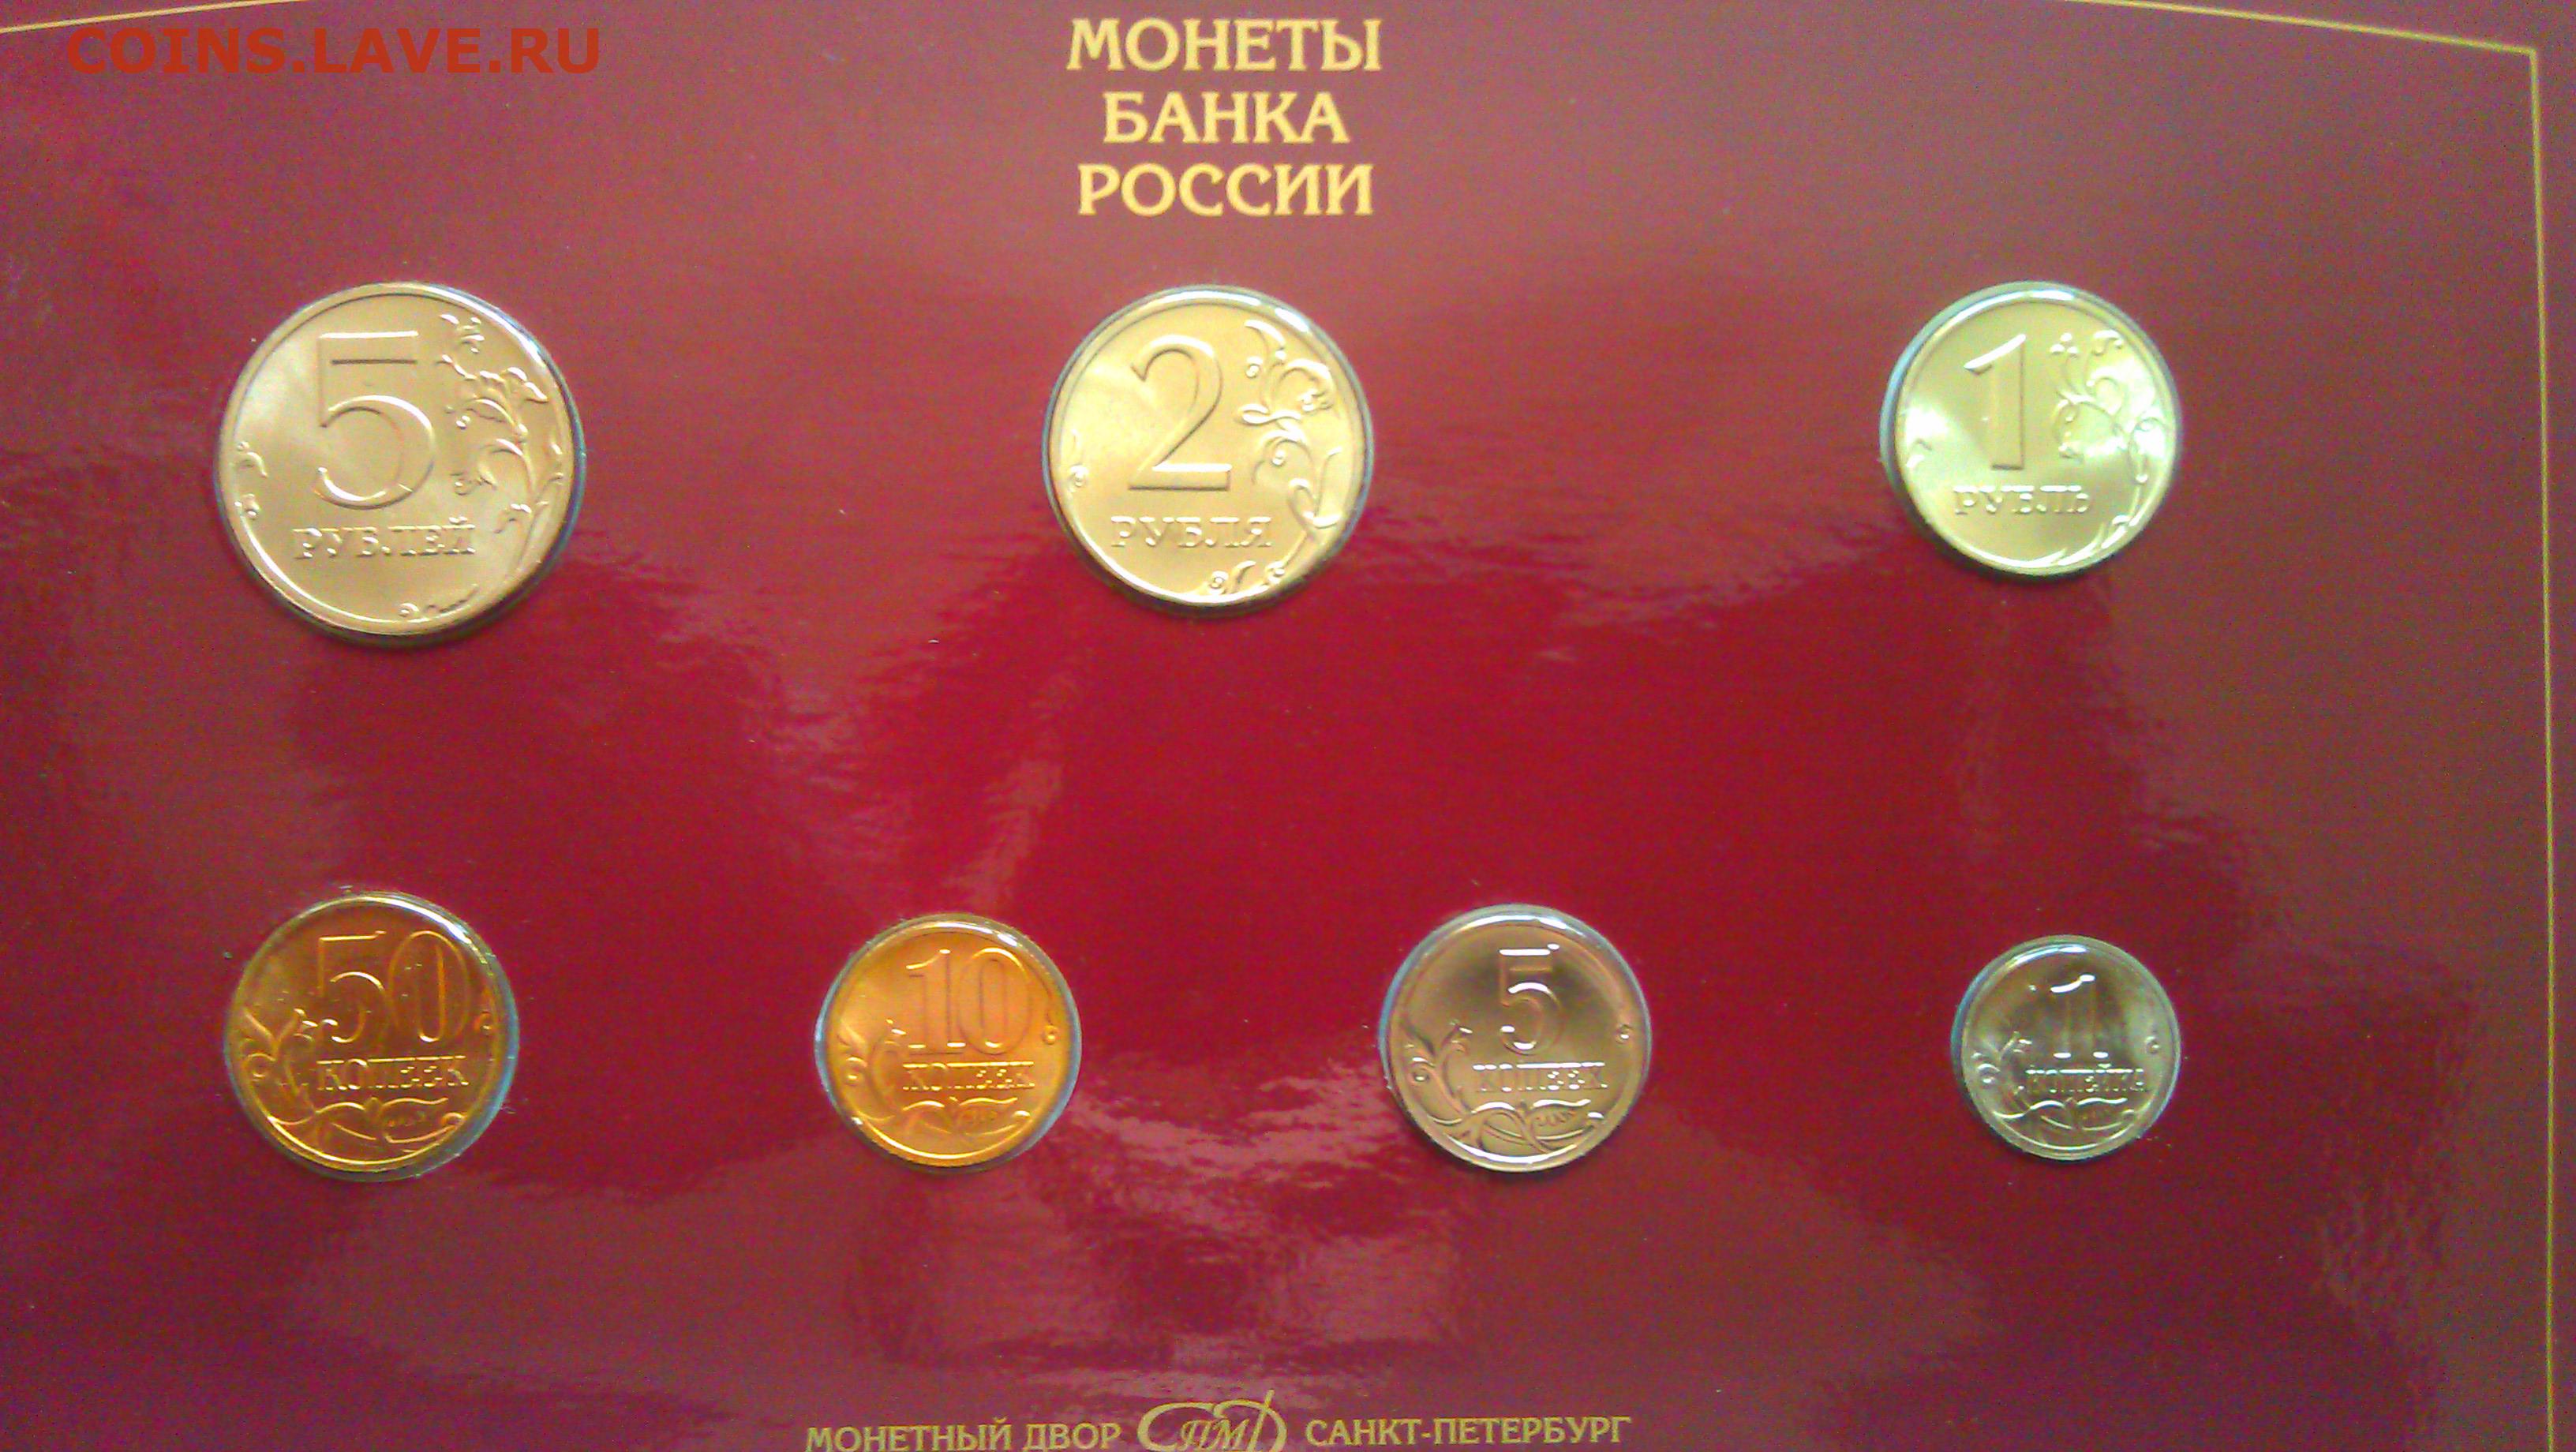 COINS.LAVE.RU
МОНЕТЫ
БАНКА
РОССИИ
5
РУБЛЕЙ
2
РУБЛЯ
1
РУБЛЬ
50
КОПЕЕК
10
КОПЕЕК
5
КОПЕЕК
1
КОПЕЙКА
МОНЕТНЫЙ ДВОР СПМД САНКТ-ПЕТЕРБУРГ